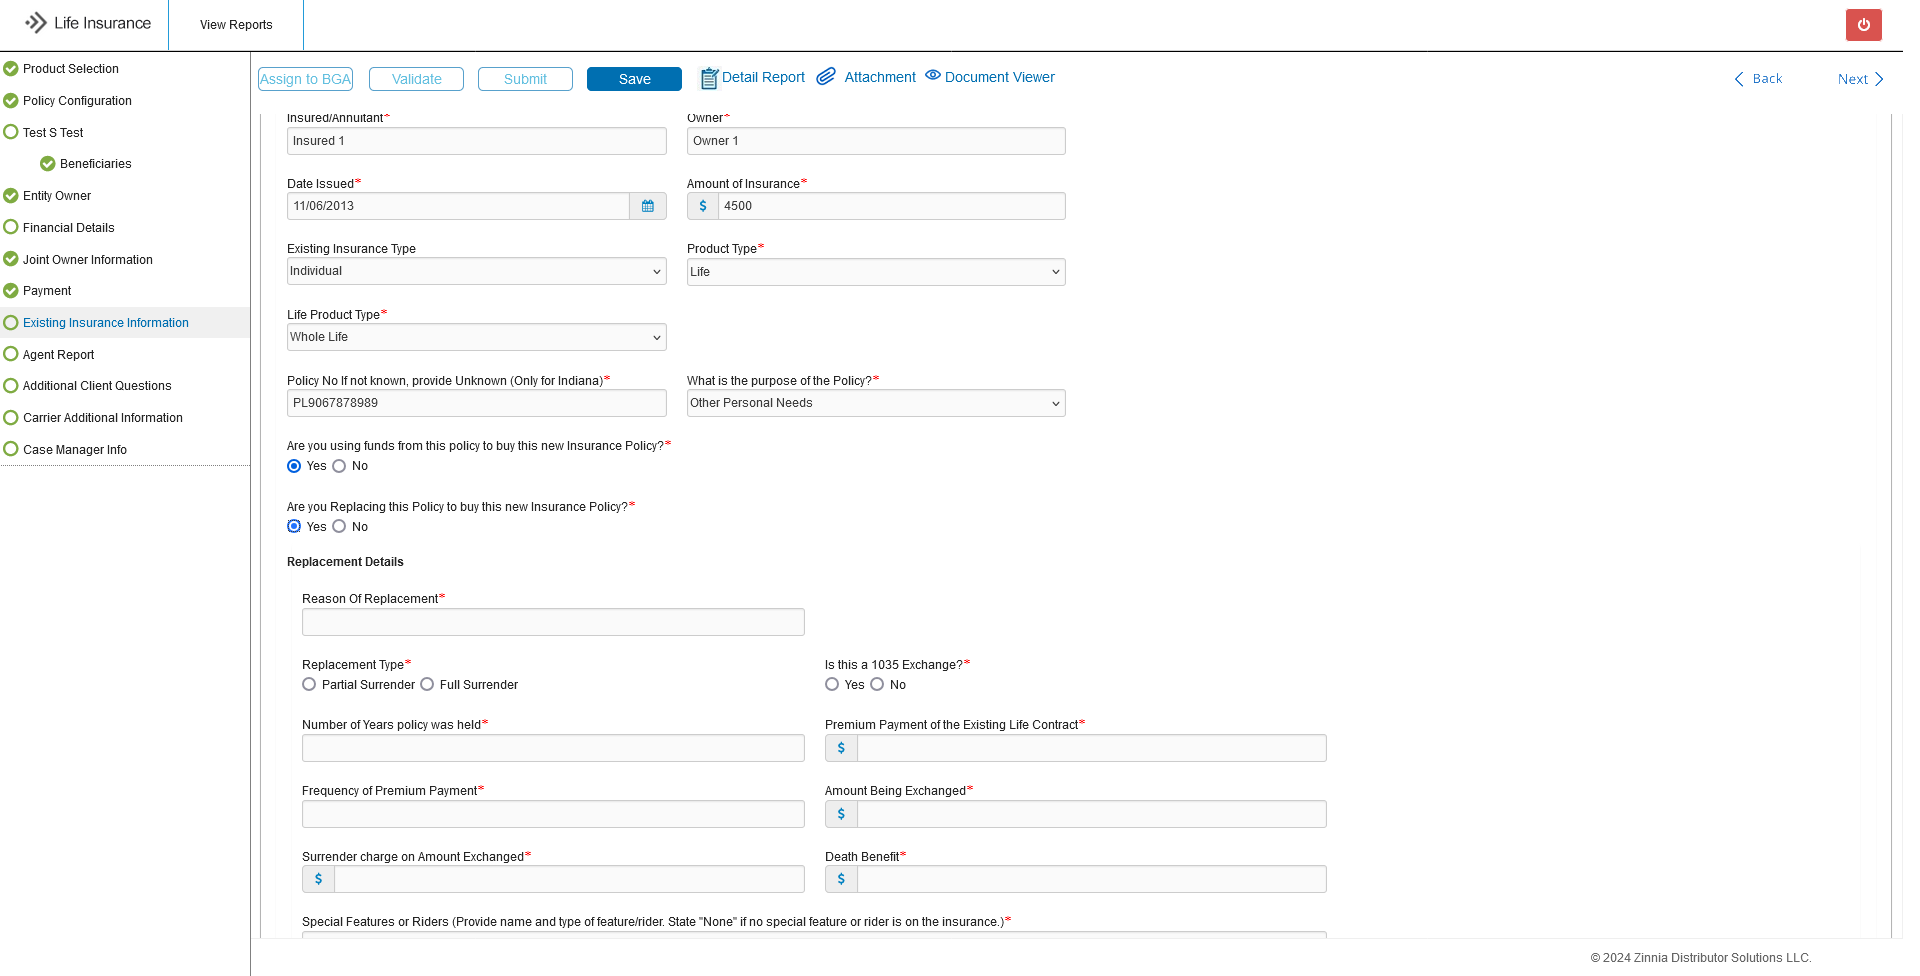 Life Insurance
View Reports
Product Selection
Policy Configuration
Test S Test
Beneficiaries
Entity Owner
Financial Details
Joint Owner Information
Payment
Existing Insurance Information
Agent Report
Additional Client Questions
Carrier Additional Information
Case Manager Info
Assign to BGA Validate Submit Save Detail Report Attachment Document Viewer Back Next
Insured/Annuitant* Owner*
Insured 1 Owner 1
Date Issued* Amount of Insurance*
11/06/2013 $ 4500
Existing Insurance Type Product Type*
Individual Life
Life Product Type*
Whole Life
Policy No If not known, provide Unknown (Only for Indiana)* What is the purpose of the Policy?*
PL9067878989 Other Personal Needs
Are you using funds from this policy to buy this new Insurance Policy?*
Yes No
Are you Replacing this Policy to buy this new Insurance Policy?*
Yes No
Replacement Details
Reason Of Replacement*
Replacement Type* Is this a 1035 Exchange?*
Partial Surrender Full Surrender Yes No
Number of Years policy was held* Premium Payment of the Existing Life Contract*
$
Frequency of Premium Payment* Amount Being Exchanged*
$
Surrender charge on Amount Exchanged* Death Benefit*
$ $
Special Features or Riders (Provide name and type of feature/rider. State "None" if no special feature or rider is on the insurance.)*
© 2024 Zinnia Distributor Solutions LLC.